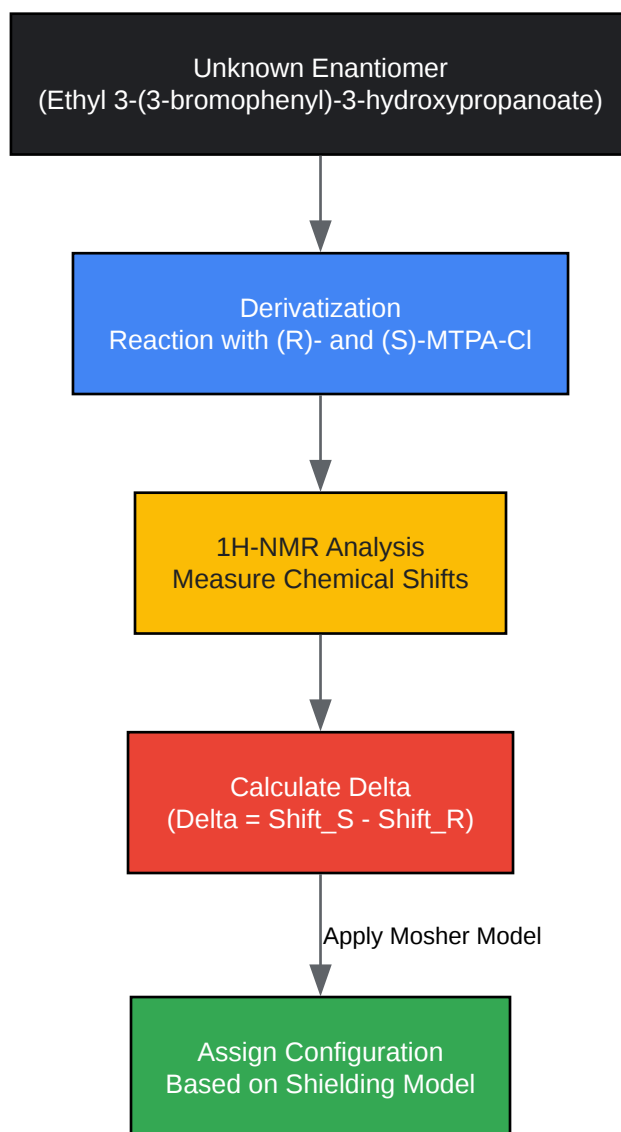 Unknown Enantiomer
(Ethyl 3-(3-bromophenyl)-3-hydroxypropanoate)
Derivatization
Reaction with (R)- and (S)-MTPA-Cl
1H-NMR Analysis
Measure Chemical Shifts
Calculate Delta
(Delta = Shift_S - Shift_R)
Apply Mosher Model
Assign Configuration
Based on Shielding Model